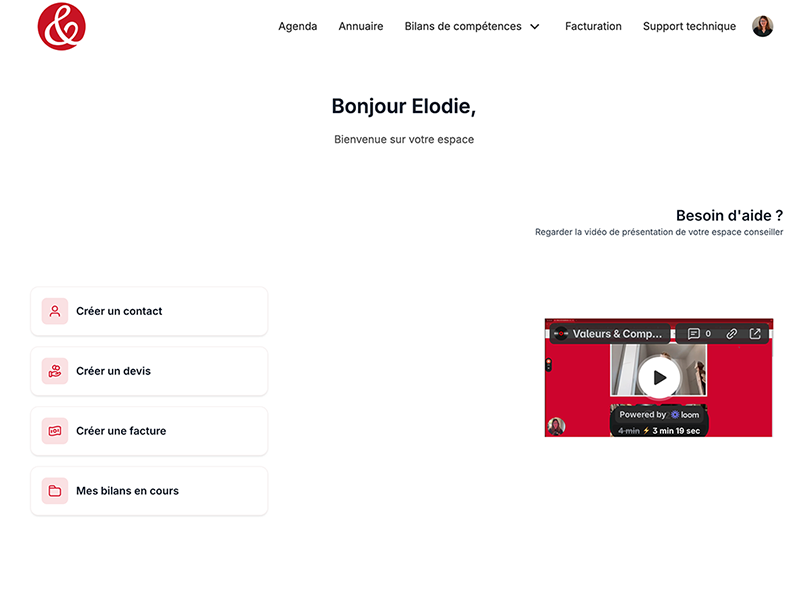 &
Agenda
Annuaire
Bilans de compétences
Facturation
Support technique
Bonjour Elodie,
Bienvenue sur votre espace
Besoin d'aide ?
Regarder la vidéo de présentation de votre espace conseiller
Créer un contact
Créer un devis
Créer une facture
Mes bilans en cours
Valeurs & Comp...
0
Powered by loom
4 min ⚡ 3 min 19 sec